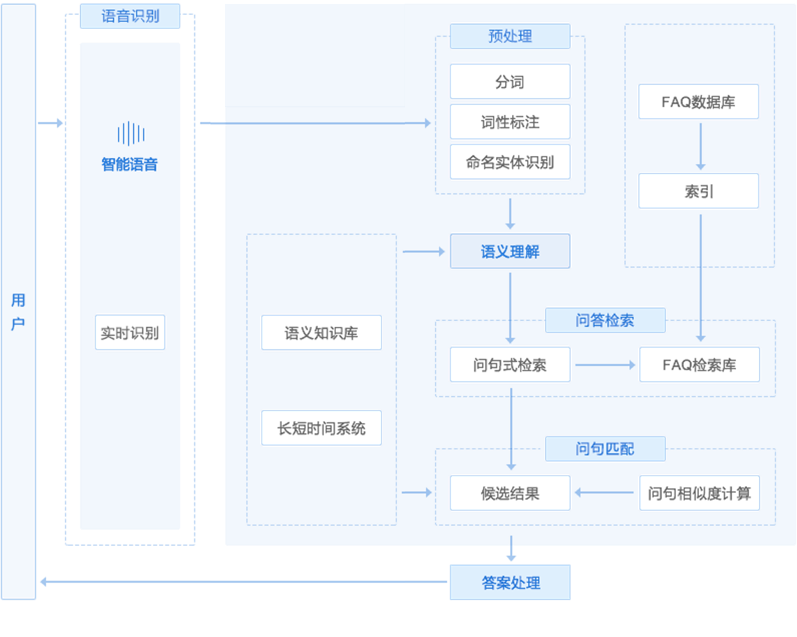 语音识别
智能语音
实时识别
用
户
预处理
分词
词性标注
命名实体识别
FAQ数据库
索引
语义理解
语义知识库
长短时间系统
问答检索
问句式检索
FAQ检索库
问句匹配
候选结果
问句相似度计算
答案处理